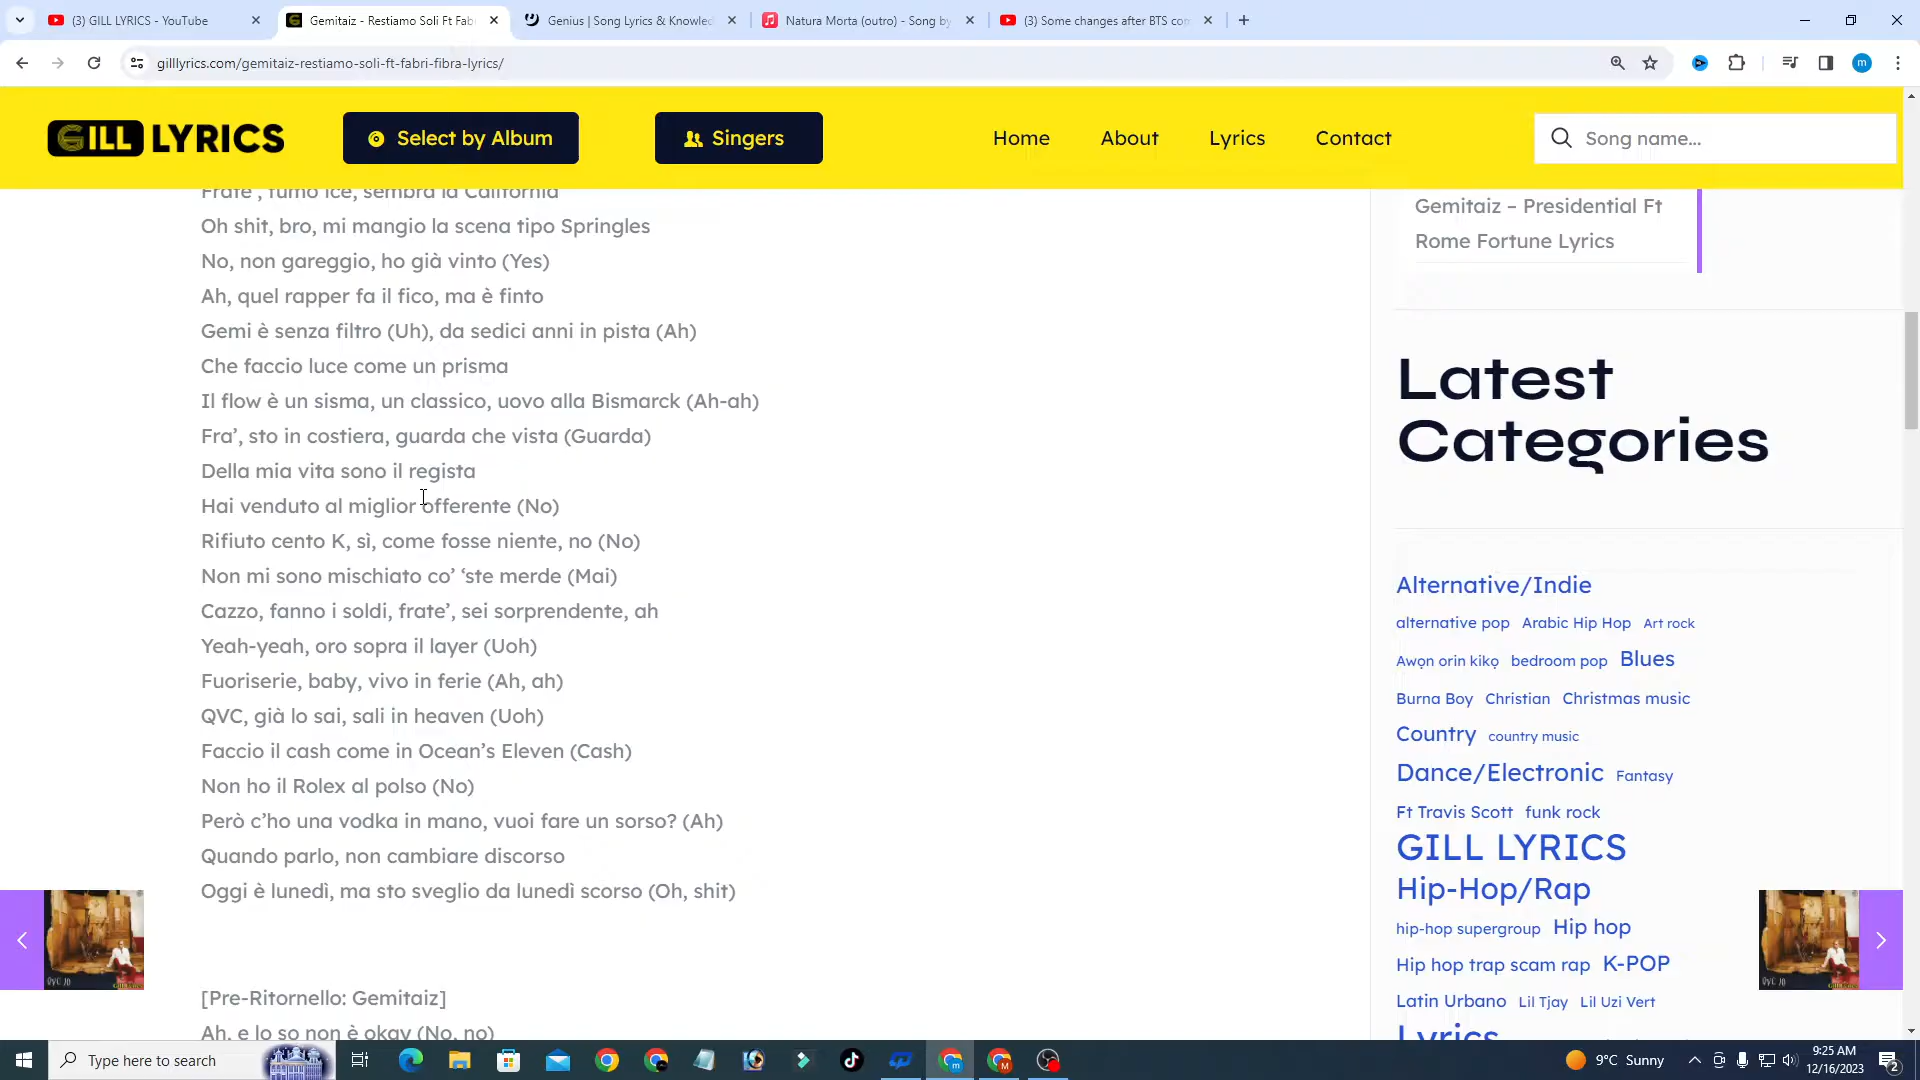 (3) GILL LYRICS - YouTube
Gemitaiz - Restiamo Soli Ft Fab
Genius | Song Lyrics & Knowled
Natura Morta (outro) - Song by
(3) Some changes after BTS com
gilllyrics.com/gemitaiz-restiamo-soli-ft-fabri-fibra-lyrics/
m
GILL LYRICS
Select by Album
Singers
Home
About
Lyrics
Contact
Song name...
Frate', fumo ice, sembra la California
Oh shit, bro, mi mangio la scena tipo Springles
No, non gareggio, ho già vinto (Yes)
Ah, quel rapper fa il fico, ma è finto
Gemi è senza filtro (Uh), da sedici anni in pista (Ah)
Che faccio luce come un prisma
Il flow è un sisma, un classico, uovo alla Bismarck (Ah-ah)
Fra’, sto in costiera, guarda che vista (Guarda)
Della mia vita sono il regista
Hai venduto al miglior offerente (No)
Rifiuto cento K, sì, come fosse niente, no (No)
Non mi sono mischiato co’ ‘ste merde (Mai)
Cazzo, fanno i soldi, frate’, sei sorprendente, ah
Yeah-yeah, oro sopra il layer (Uoh)
Fuoriserie, baby, vivo in ferie (Ah, ah)
QVC, già lo sai, sali in heaven (Uoh)
Faccio il cash come in Ocean’s Eleven (Cash)
Non ho il Rolex al polso (No)
Però c’ho una vodka in mano, vuoi fare un sorso? (Ah)
Quando parlo, non cambiare discorso
Oggi è lunedì, ma sto sveglio da lunedì scorso (Oh, shit)
[Pre-Ritornello: Gemitaiz]
Ah, e lo so non è okay (No, no)
Gemitaiz – Presidential Ft
Rome Fortune Lyrics
Latest
Categories
Alternative/Indie
alternative pop Arabic Hip Hop Art rock
Awọn orin kikọ bedroom pop Blues
Burna Boy Christian Christmas music
Country country music
Dance/Electronic Fantasy
Ft Travis Scott funk rock
GILL LYRICS
Hip-Hop/Rap
hip-hop supergroup Hip hop
Hip hop trap scam rap K-POP
Latin Urbano Lil Tjay Lil Uzi Vert
Lyrics
QVC 10
QVC 10
Type here to search
9°C Sunny
9:25 AM
12/16/2023
2